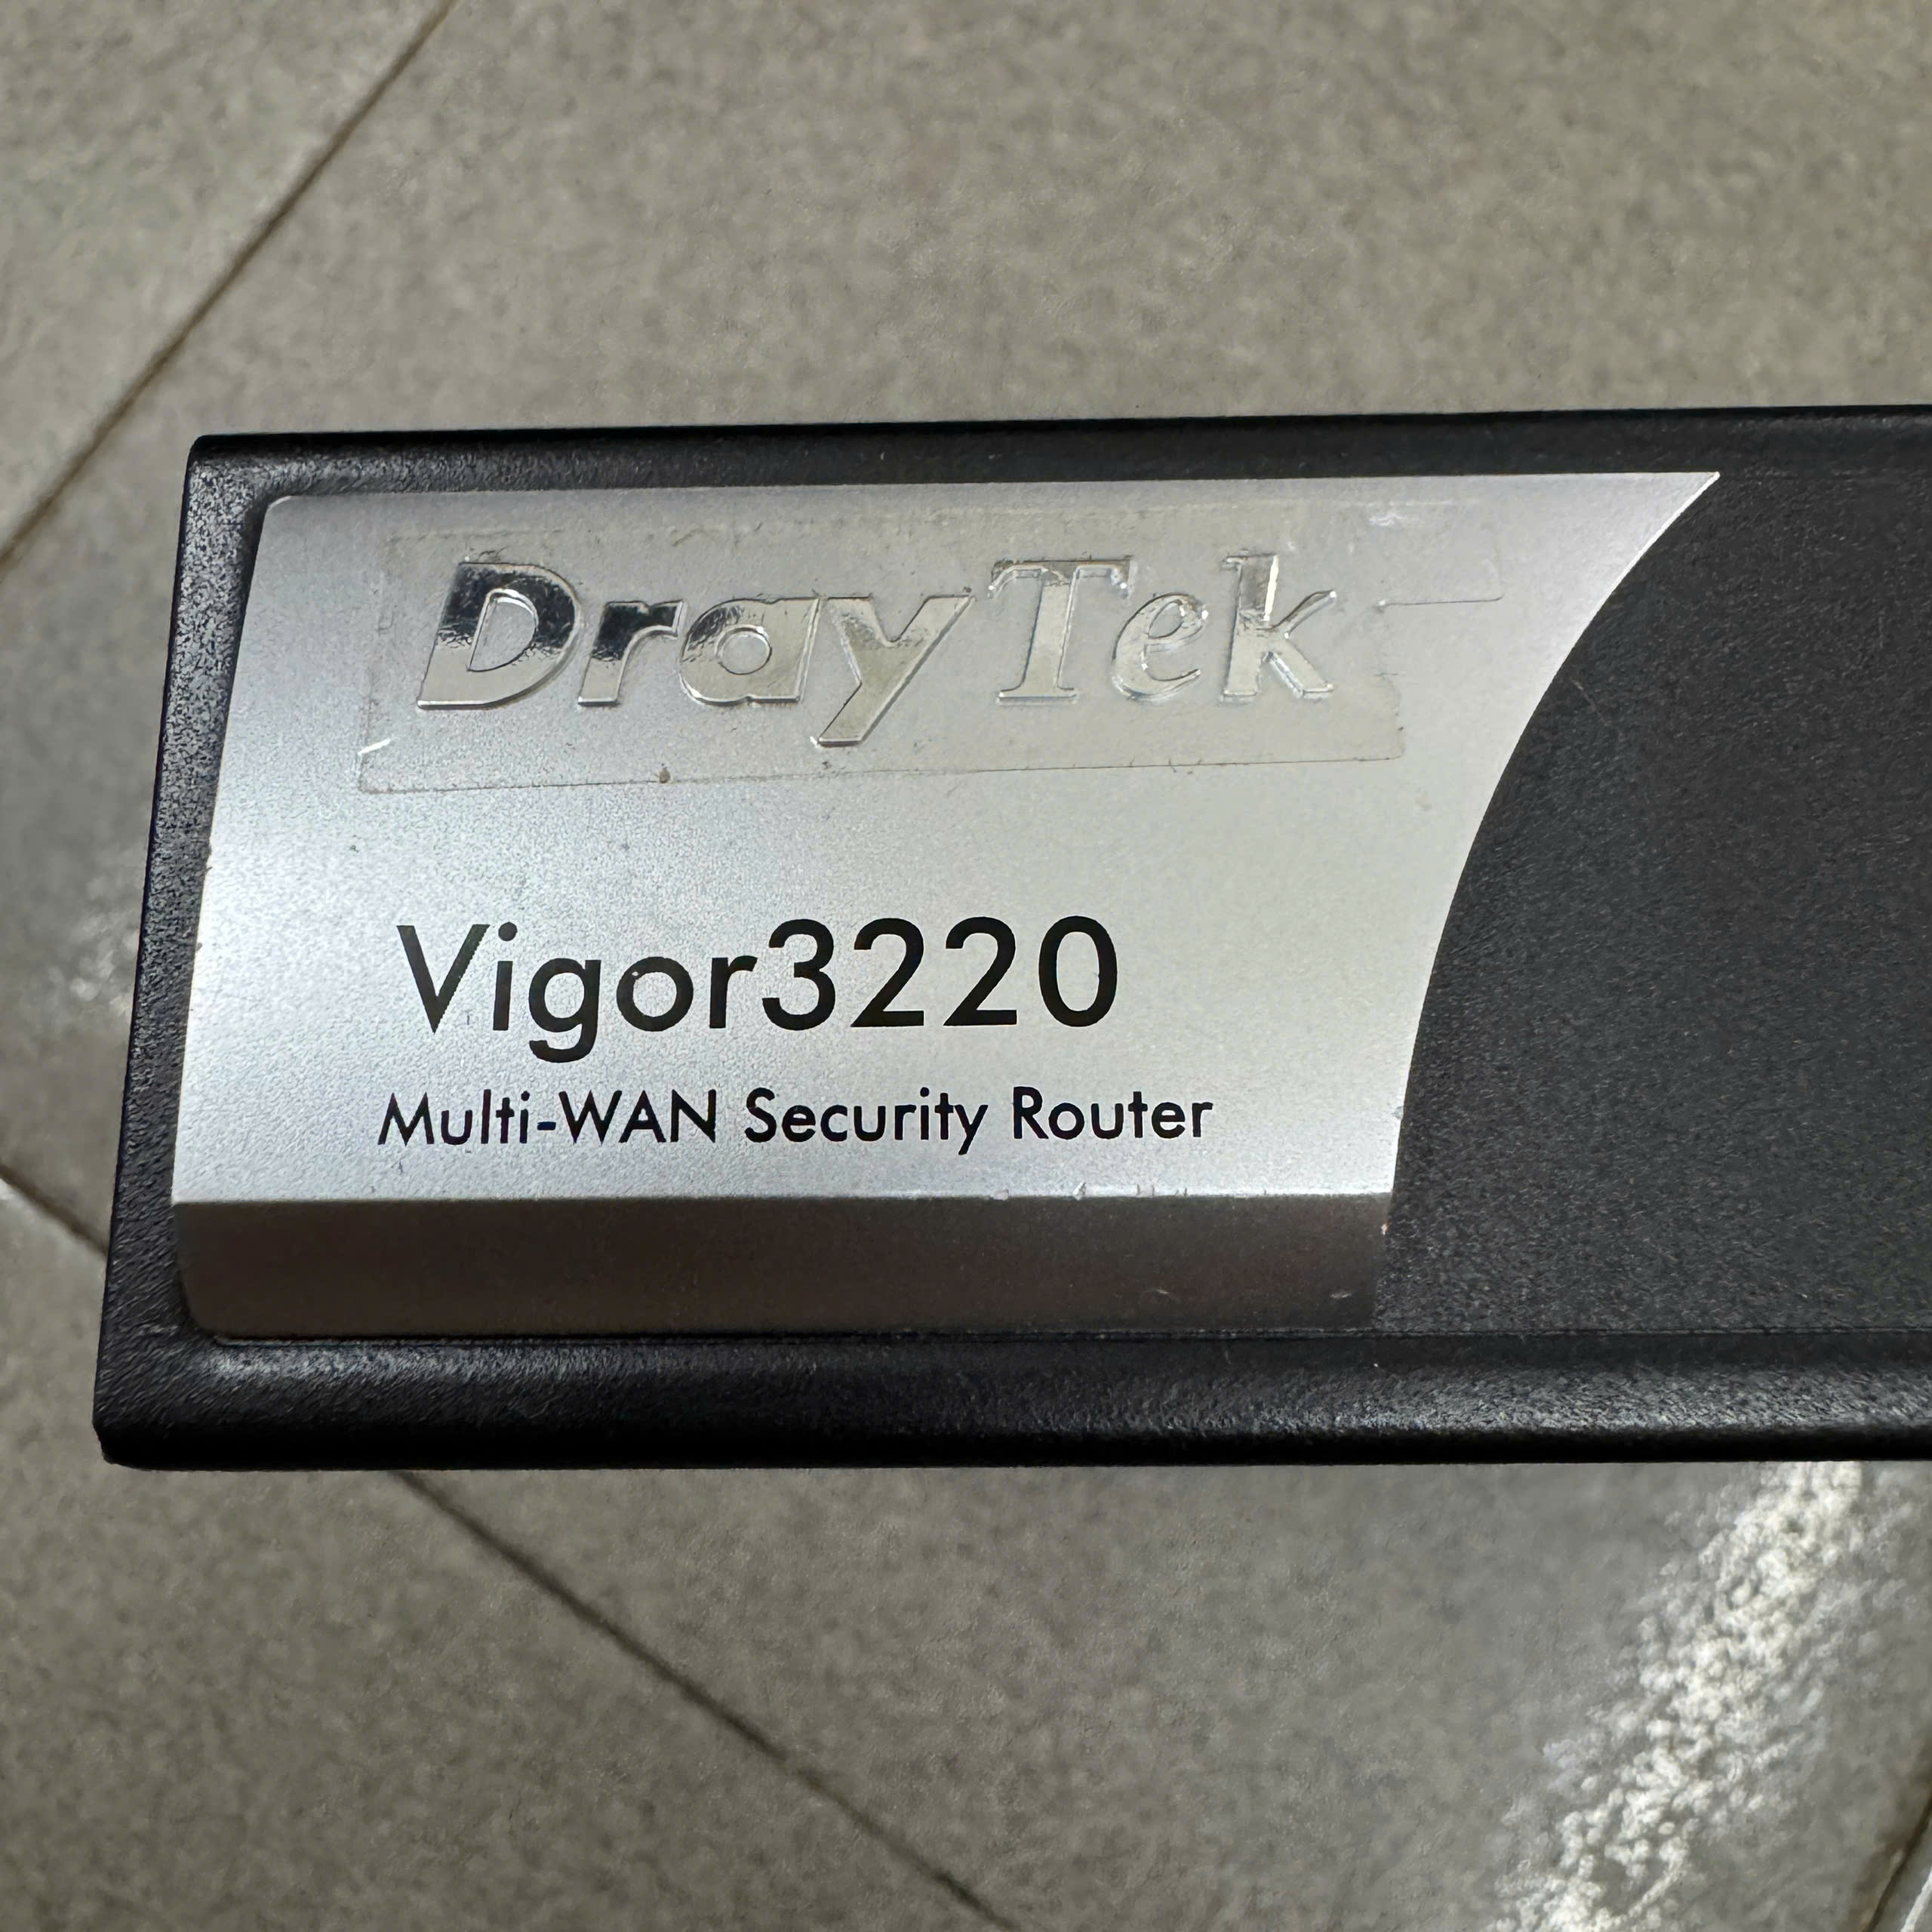 DrayTek
Vigor3220
Multi-WAN Security Router